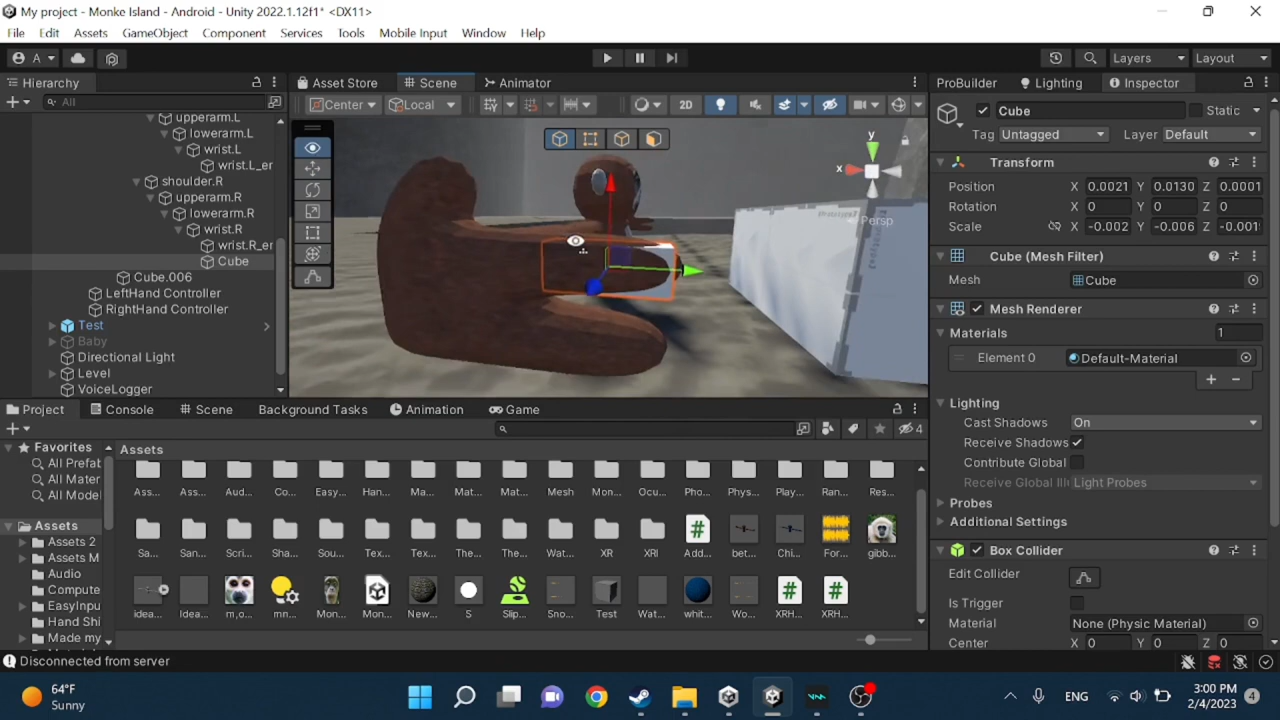 My project - Monke Island - Android - Unity 2022.1.12f1* <DX11>
File Edit Assets GameObject Component Services Tools Mobile Input Window Help
A Layers Layout
Hierarchy Asset Store Scene Animator ProBuilder Lighting Inspector
All Center Local 2D Cube Static
Tag Untagged Layer Default
upperarm.L
lowerarm.L
wrist.L
wrist.L_er
shoulder.R
upperarm.R
lowerarm.R
wrist.R
wrist.R_er
Cube
Cube.006
LeftHand Controller
RightHand Controller
Test
Baby
Directional Light
Level
VoiceLogger
y
x
Persp
Transform
Position X 0.0021 Y 0.0130 Z 0.0001
Rotation X 0 Y 0 Z 0
Scale X -0.002 Y -0.006 Z -0.001
Cube (Mesh Filter)
Mesh Cube
Mesh Renderer
Materials 1
Element 0 Default-Material
Lighting
Cast Shadows On
Receive Shadows
Contribute Global
Receive Global Illu Light Probes
Probes
Additional Settings
Box Collider
Edit Collider
Is Trigger
Material None (Physic Material)
Center X 0 Y 0 Z 0
Project Console Scene Background Tasks Animation Game
4
Favorites
All Prefab
All Mater
All Model
Assets
Assets 2
Assets M
Audio
Compute
EasyInpu
Hand Shi
Made my
Assets
Ass... Ass... Aud... Co... Easy... Han... Ma... Mat... Mat... Mesh Mon... Ocu... Pho... Phys... Play... Ran... Res...
Sa... San... Scri... Sha... Sou... Tex... Tex... The... The... Wat... XR XRI Add... bet... Chi... For... gibb...
idea... Idea... m,o... mn... Mon... Mon... New... S Slip... Sno... Test Wat... whit... Wo... XRH... XRH...
Disconnected from server
64°F
Sunny
ENG
3:00 PM
2/4/2023
4